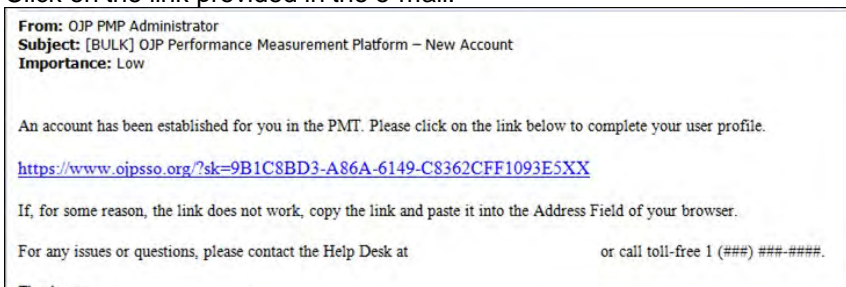 Click on the link provided in the e-mail.
From: OJP PMP Administrator
Subject: [BULK] OJP Performance Measurement Platform – New Account
Importance: Low
An account has been established for you in the PMT. Please click on the link below to complete your user profile.
https://www.ojpsso.org/?sk=9B1C8BD3-A86A-6149-C8362CFF1093E5XX
If, for some reason, the link does not work, copy the link and paste it into the Address Field of your browser.
For any issues or questions, please contact the Help Desk at or call toll-free 1 (###) ###-####.